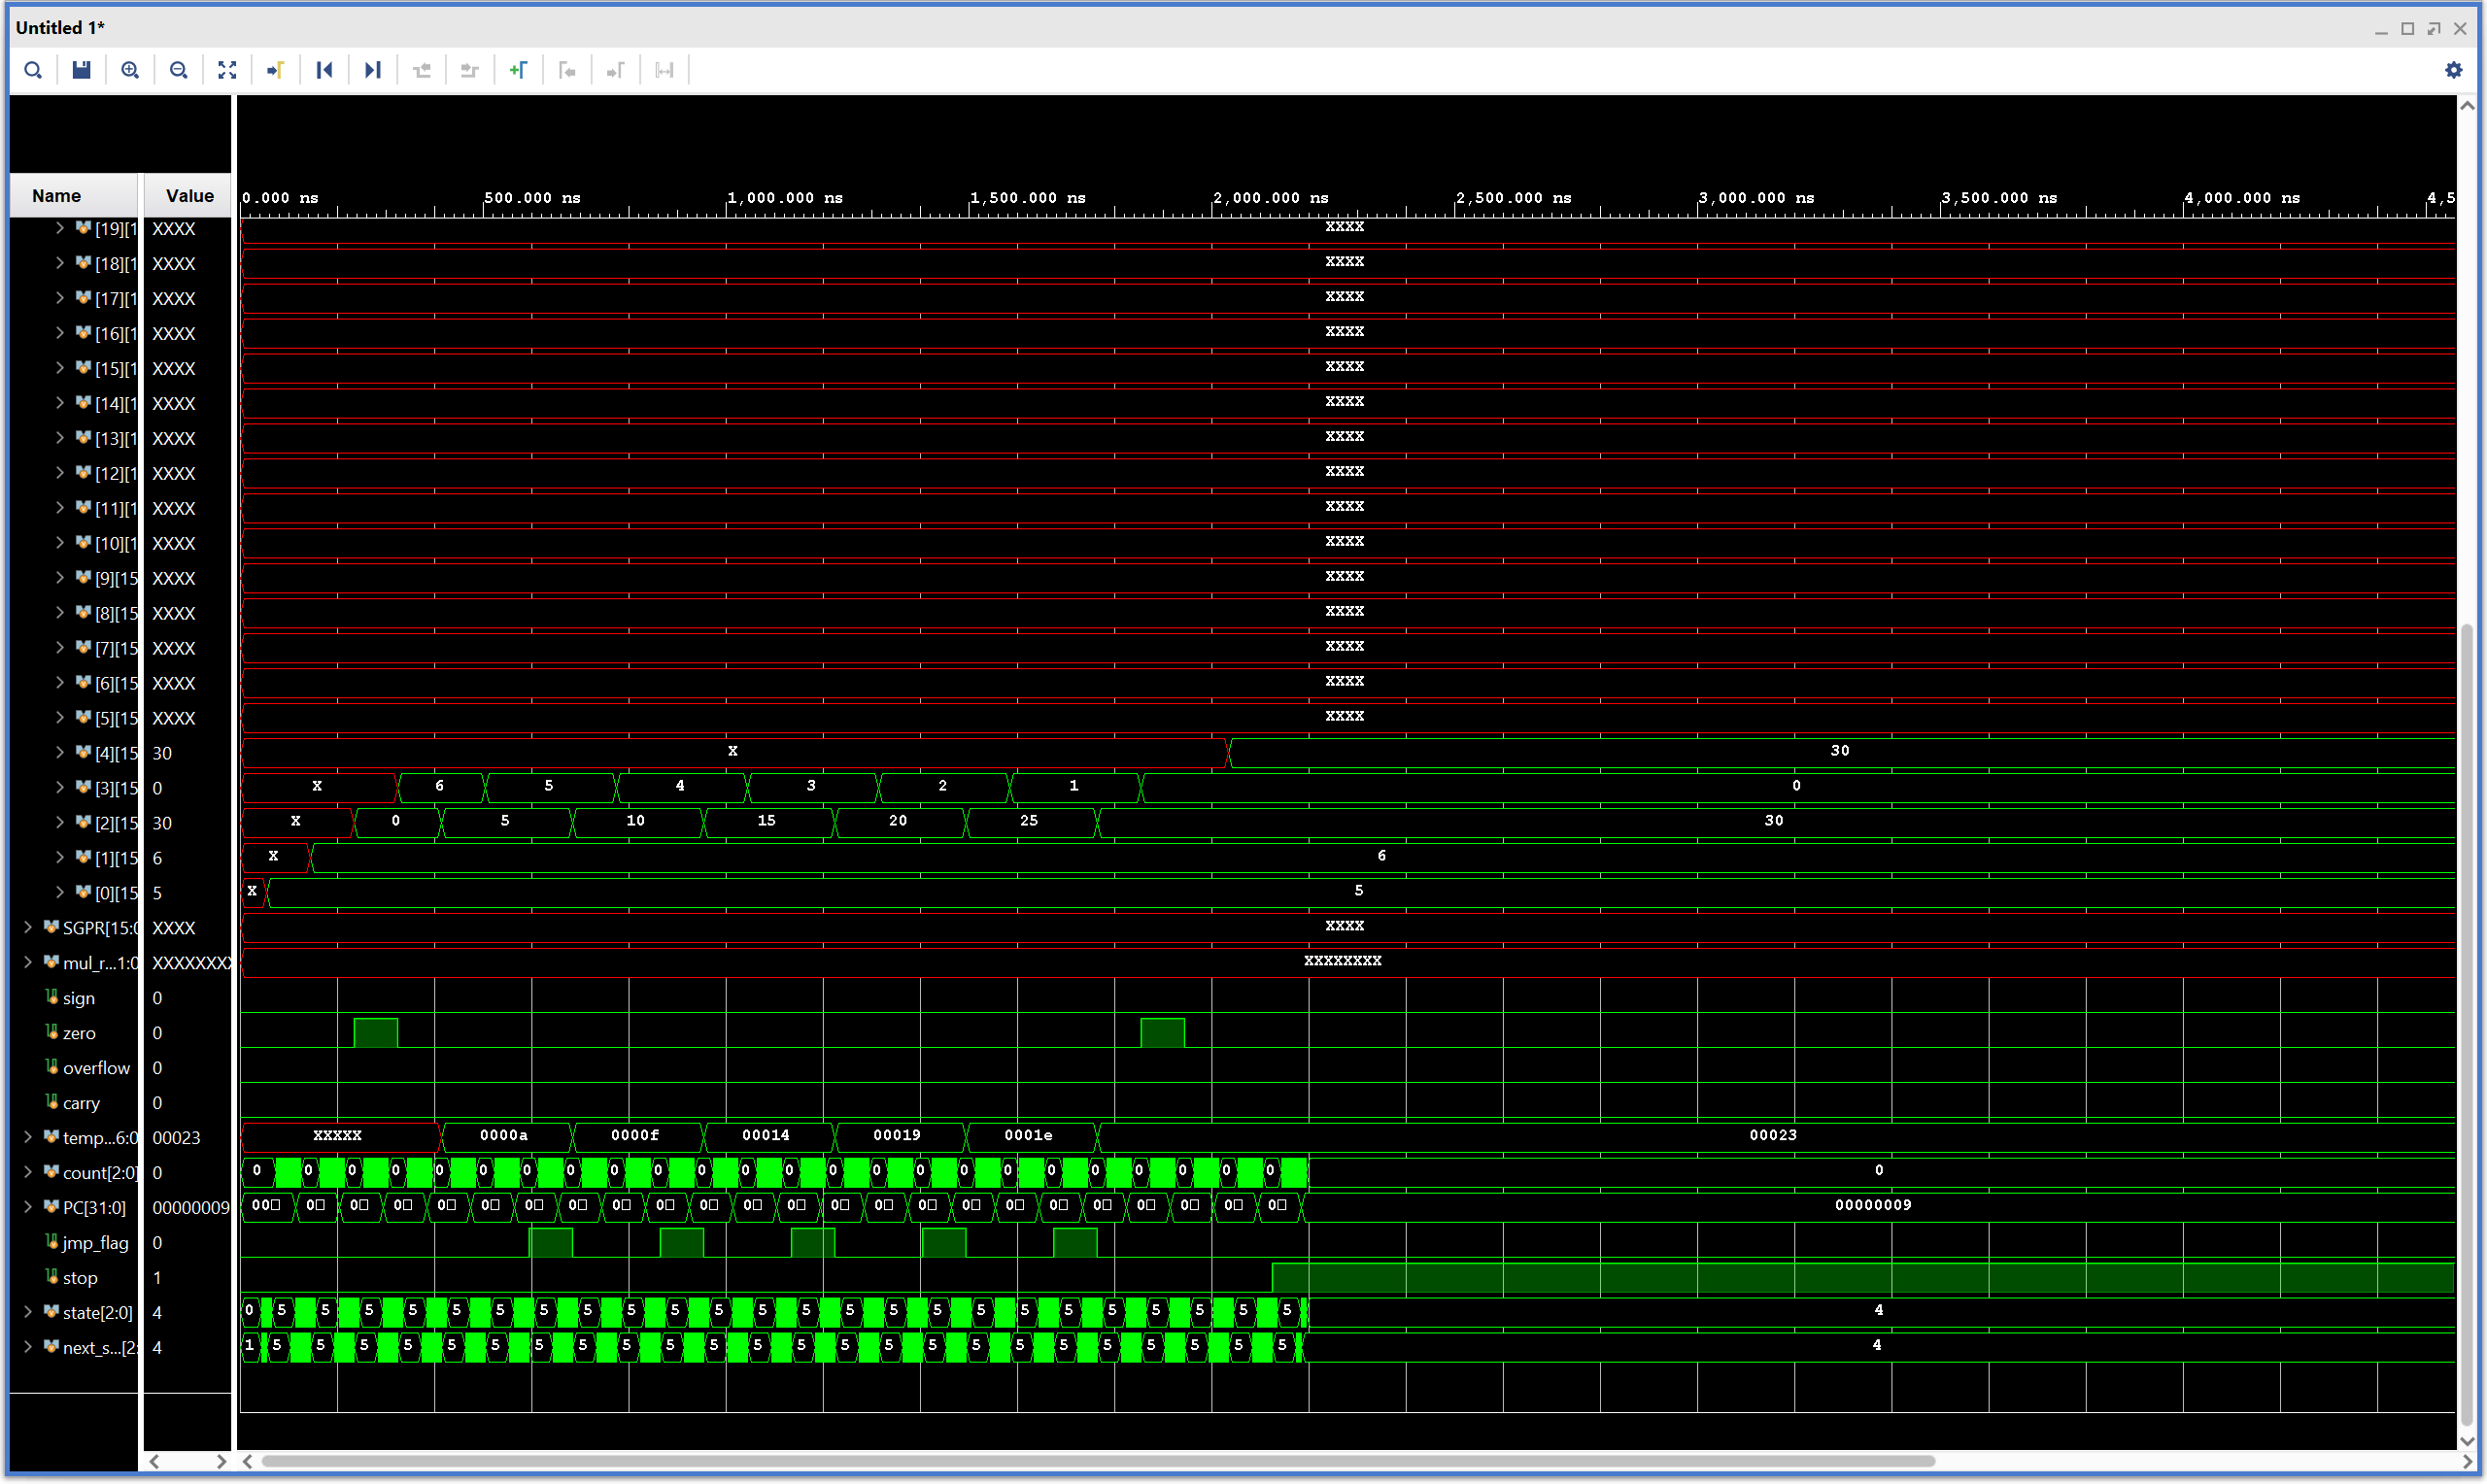 Untitled 1*
Name Value
0.000 ns 500.000 ns 1,000.000 ns 1,500.000 ns 2,000.000 ns 2,500.000 ns 3,000.000 ns 3,500.000 ns 4,000.000 ns 4,5
[19][1 XXXX XXXX
[18][1 XXXX XXXX
[17][1 XXXX XXXX
[16][1 XXXX XXXX
[15][1 XXXX XXXX
[14][1 XXXX XXXX
[13][1 XXXX XXXX
[12][1 XXXX XXXX
[11][1 XXXX XXXX
[10][1 XXXX XXXX
[9][15 XXXX XXXX
[8][15 XXXX XXXX
[7][15 XXXX XXXX
[6][15 XXXX XXXX
[5][15 XXXX XXXX
[4][15 30 X 30
[3][15 0 X 6 5 4 3 2 1 0
[2][15 30 X 0 5 10 15 20 25 30
[1][15 6 X 6
[0][15 5 X 5
SGPR[15:0 XXXX XXXX
mul_r...1:0 XXXXXXXX XXXXXXXX
sign 0
zero 0
overflow 0
carry 0
temp...6:0 00023 XXXXX 0000a 0000f 00014 00019 0001e 00023
count[2:0] 0 0 0 0 0 0 0 0 0 0 0 0 0 0 0 0 0 0 0 0 0 0 0 0 0 0
PC[31:0] 00000009 00 0 0 0 0 0 0 0 0 0 0 0 0 0 0 0 0 0 0 0 0 0 0 0 00000009
jmp_flag 0
stop 1
state[2:0] 4 0 5 5 5 5 5 5 5 5 5 5 5 5 5 5 5 5 5 5 5 5 5 5 5 5 4
next_s...[2: 4 1 5 5 5 5 5 5 5 5 5 5 5 5 5 5 5 5 5 5 5 5 5 5 5 5 4